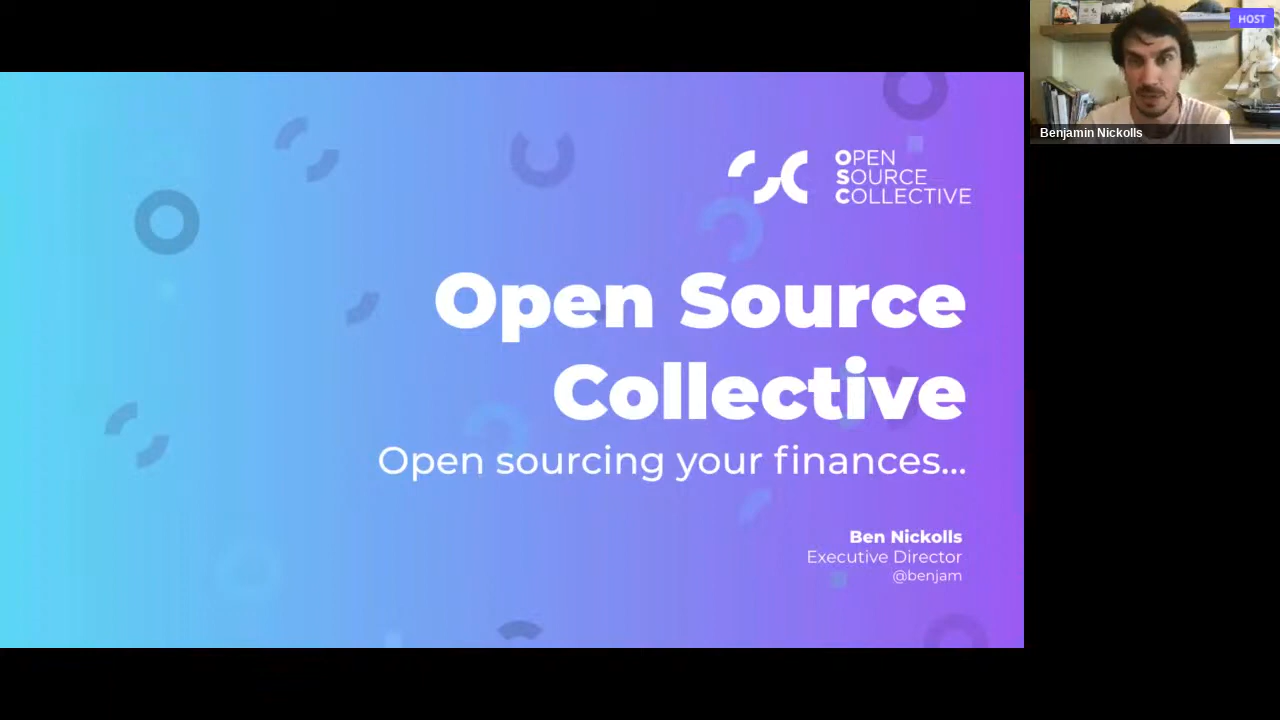 HOST
Benjamin Nickolls
OPEN
SOURCE
COLLECTIVE
Open Source
Collective
Open sourcing your finances...
Ben Nickolls
Executive Director
@benjam